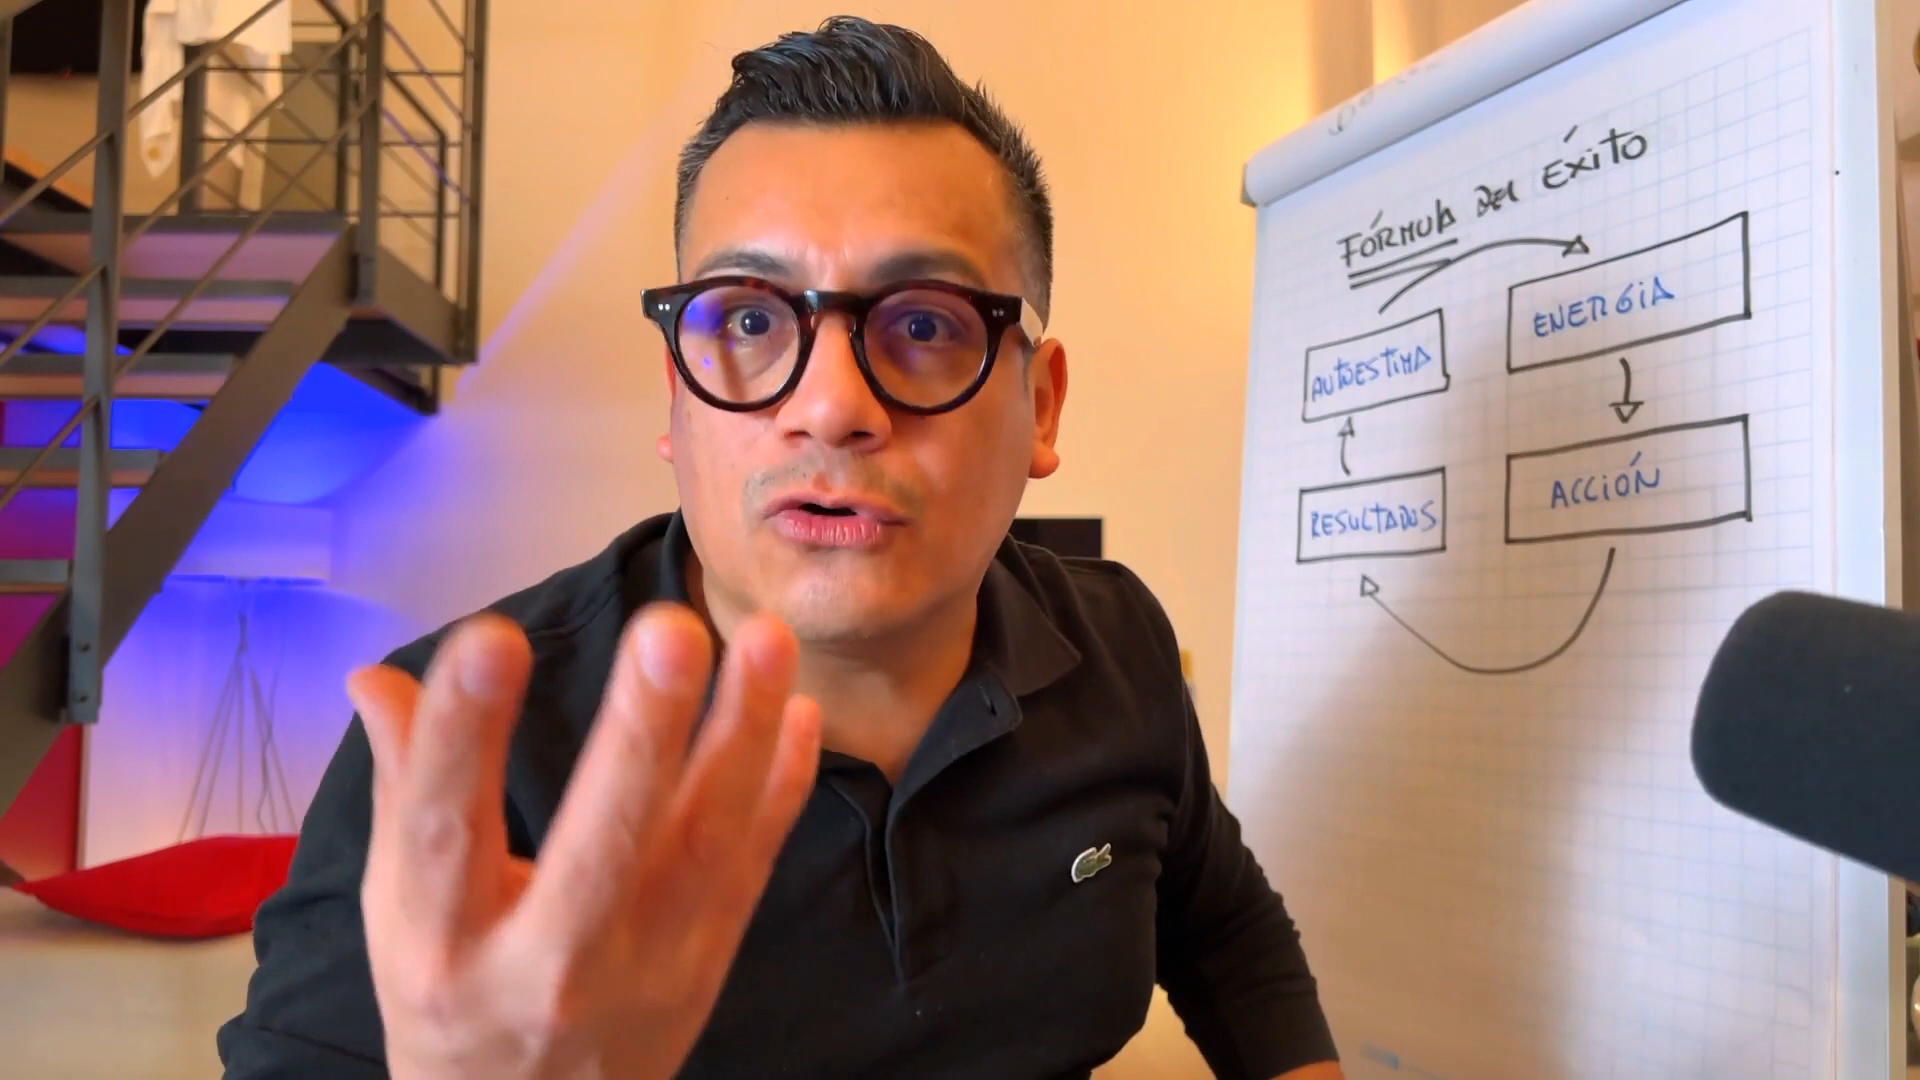 FÓRMULA DEL ÉXITO
ENERGÍA
AUTOESTIMA
ACCIÓN
RESULTADOS